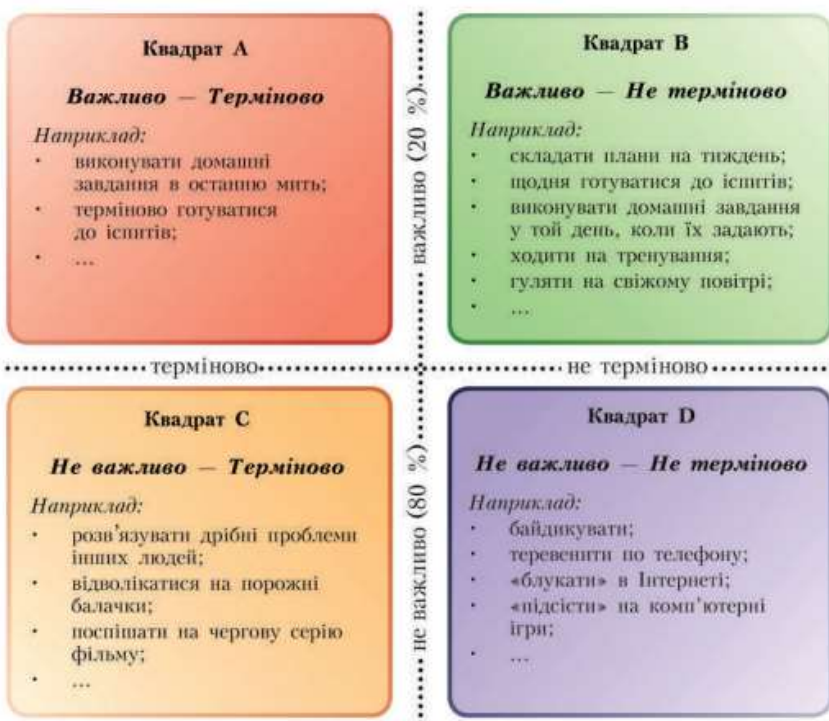 Квадрат А
Важливо — Терміново
Наприклад:
• виконувати домашні
завдання в останню мить;
• терміново готуватися
до іспитів;
• ...
важливо (20 %)
Квадрат В
Важливо — Не терміново
Наприклад:
• складати плани на тиждень;
• щодня готуватися до іспитів;
• виконувати домашні завдання
у той день, коли їх задають;
• ходити на тренування;
• гуляти на свіжому повітрі;
• ...
терміново
не терміново
Квадрат С
Не важливо — Терміново
Наприклад:
• розв’язувати дрібні проблеми
інших людей;
• відволікатися на порожні
балачки;
• поспішати на чергову серію
фільму;
• ...
не важливо (80 %)
Квадрат D
Не важливо — Не терміново
Наприклад:
• байдикувати;
• теревенити по телефону;
• «блукати» в Інтернеті;
• «підсісти» на комп’ютерні
ігри;
• ...